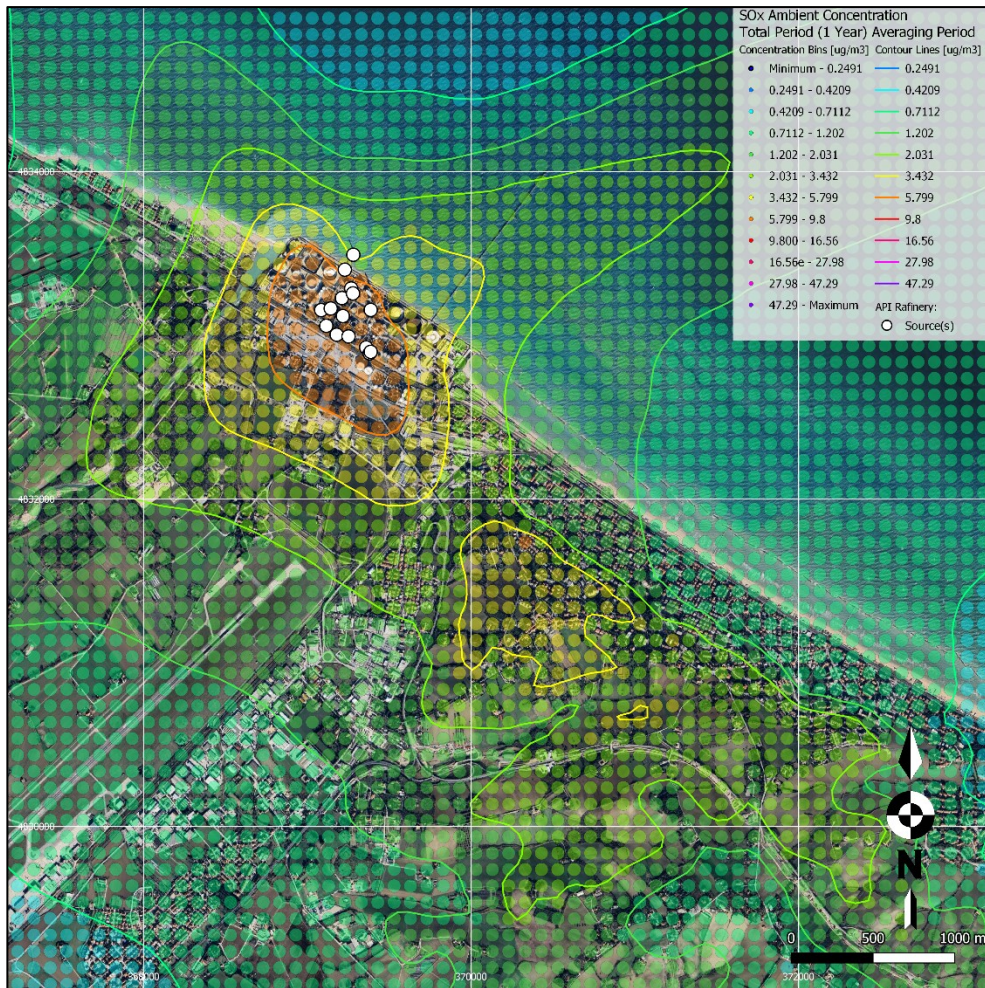 SOx Ambient Concentration
Total Period (1 Year) Averaging Period
Concentration Bins [ug/m3] Contour Lines [ug/m3]
Minimum - 0.2491 0.2491
0.2491 - 0.4209 0.4209
0.4209 - 0.7112 0.7112
0.7112 - 1.202 1.202
1.202 - 2.031 2.031
2.031 - 3.432 3.432
3.432 - 5.799 5.799
5.799 - 9.8 9.8
9.800 - 16.56 16.56
16.56e - 27.98 27.98
27.98 - 47.29 47.29
47.29 - Maximum API Rafinery:
Source(s)
4834000
4832000
4830000
N
0 500 1000 m
368000 370000 372000